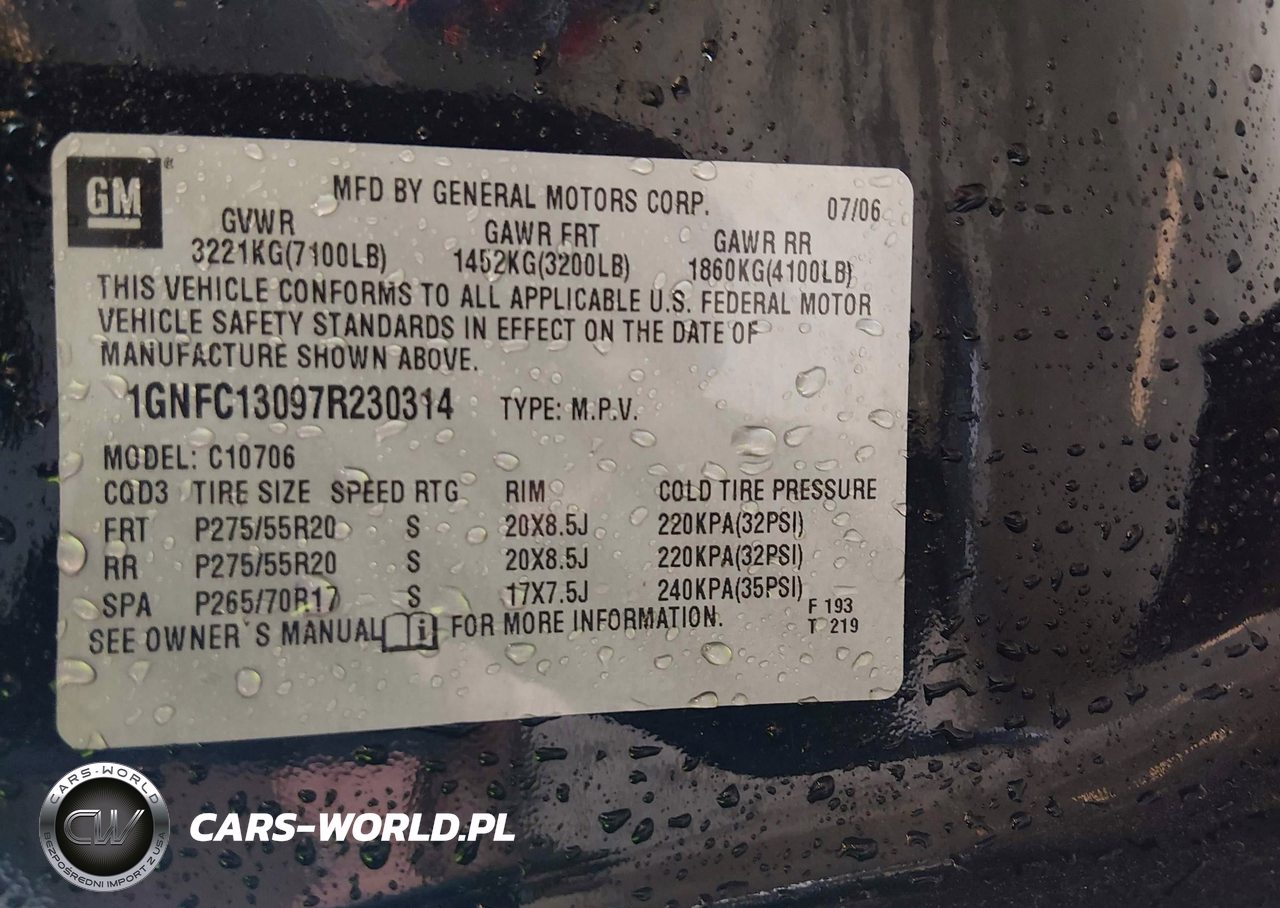 GM®
MFD BY GENERAL MOTORS CORP. 07/06
GVWR GAWR FRT GAWR RR
3221KG(7100LB) 1452KG(3200LB) 1860KG(4100LB)
THIS VEHICLE CONFORMS TO ALL APPLICABLE U.S. FEDERAL MOTOR
VEHICLE SAFETY STANDARDS IN EFFECT ON THE DATE OF
MANUFACTURE SHOWN ABOVE.
1GNFC13097R230314 TYPE: M.P.V.
MODEL: C10706
CQD3 TIRE SIZE SPEED RTG RIM COLD TIRE PRESSURE
FRT P275/55R20 S 20X8.5J 220KPA(32PSI)
RR P275/55R20 S 20X8.5J 220KPA(32PSI)
SPA P265/70R17 S 17X7.5J 240KPA(35PSI)
SEE OWNER`S MANUAL i FOR MORE INFORMATION.
F 193
T 219
CARS-WORLD
CW
BEZPOŚREDNI IMPORT Z USA
CARS-WORLD.PL